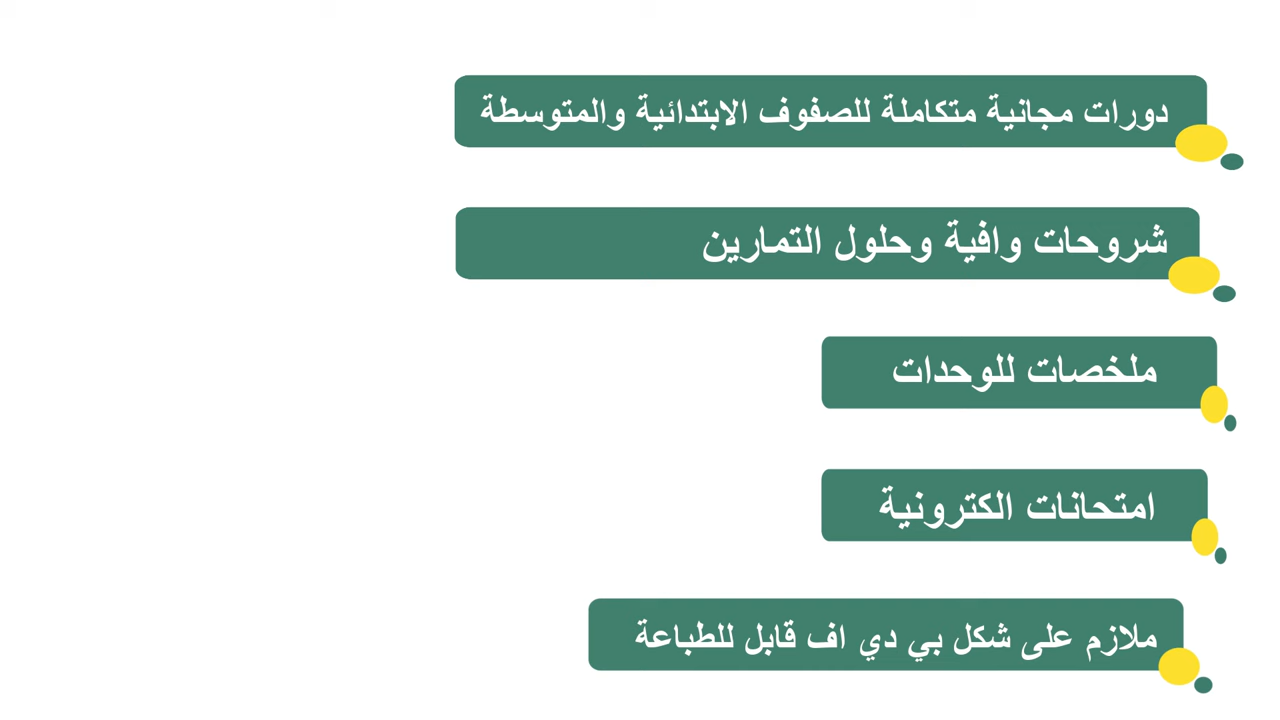 دورات مجانية متكاملة للصفوف الابتدائية والمتوسطة
شروحات وافية وحلول التمارين
ملخصات للوحدات
امتحانات الكترونية
ملازم على شكل بي دي اف قابل للطباعة